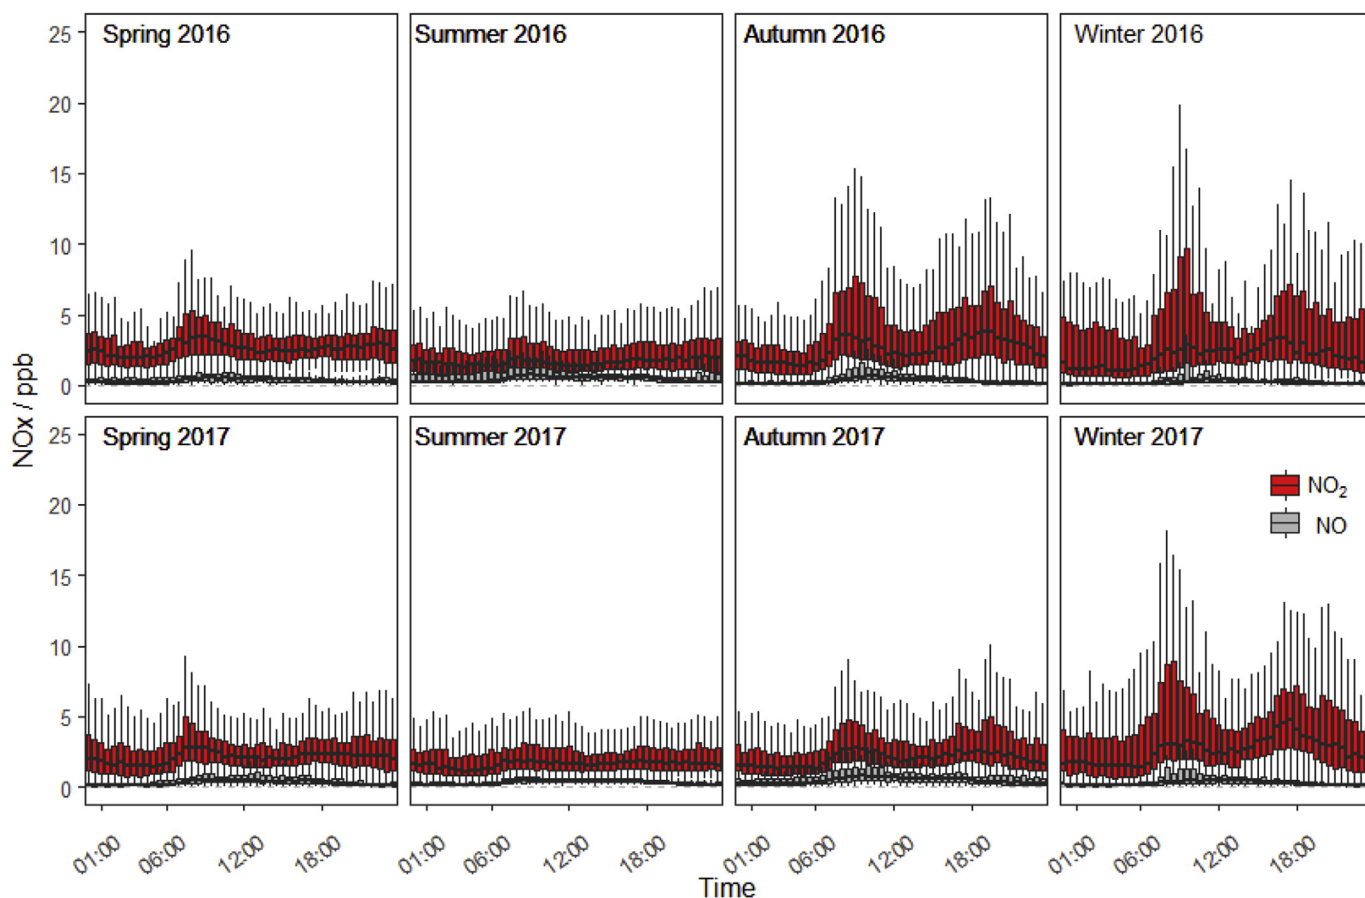 Spring 2016
Summer 2016
Autumn 2016
Winter 2016
25
20
15
10
5
0
NOx / ppb
Spring 2017
Summer 2017
Autumn 2017
Winter 2017
25
20
15
10
5
0
NO₂
NO
01:00 06:00 12:00 18:00
01:00 06:00 12:00 18:00
01:00 06:00 12:00 18:00
01:00 06:00 12:00 18:00
Time